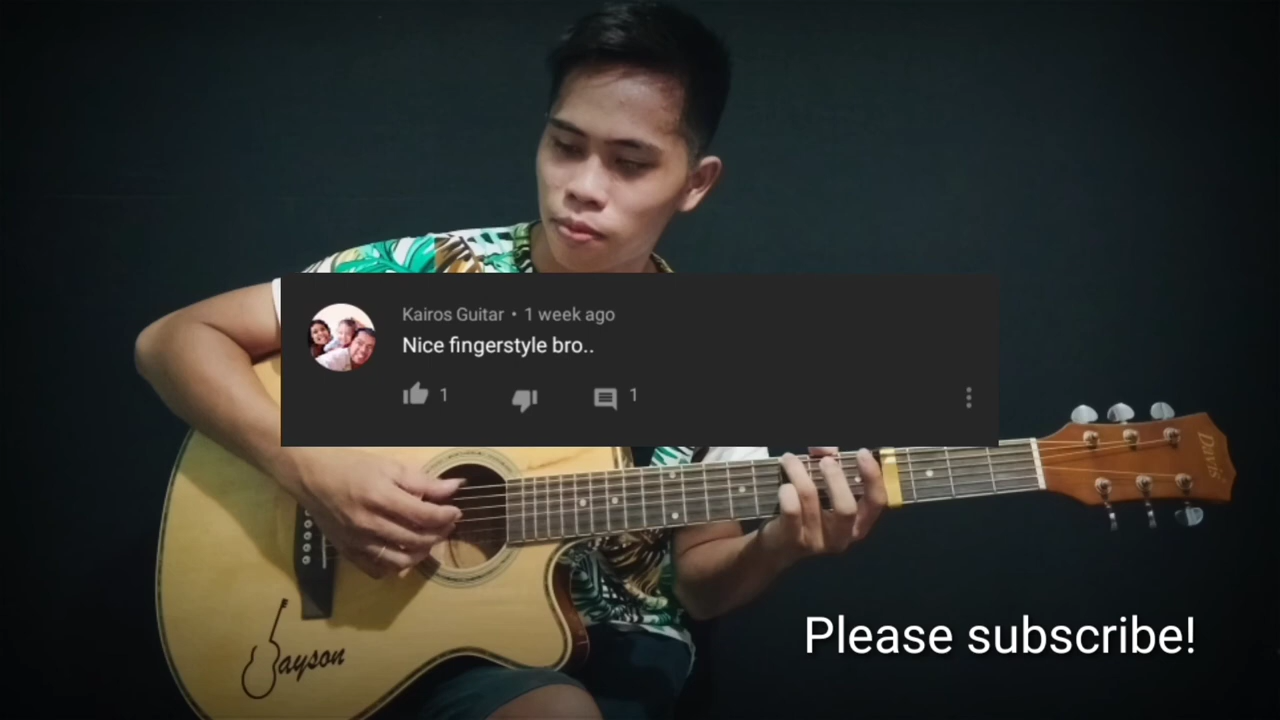 Kairos Guitar • 1 week ago
Nice fingerstyle bro..
1
1
Davis
Jayson
Please subscribe!